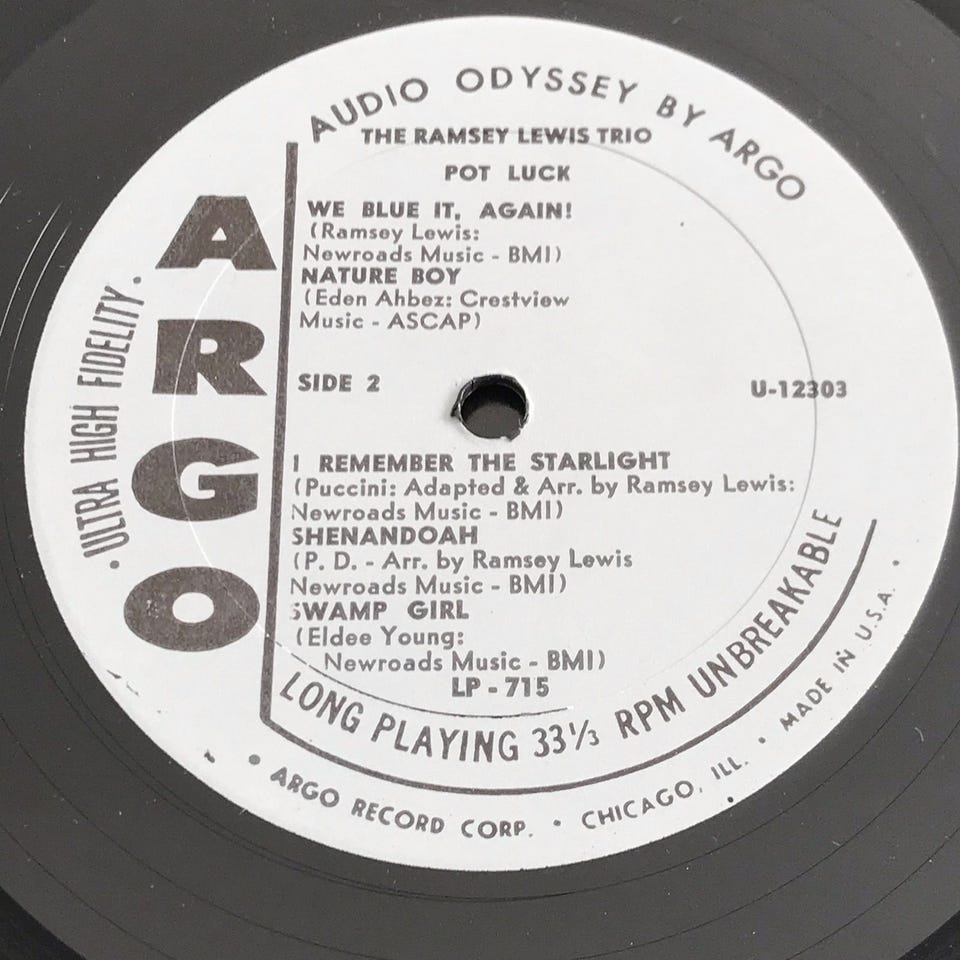 AUDIO ODYSSEY BY ARGO
THE RAMSEY LEWIS TRIO
POT LUCK
WE BLUE IT, AGAIN!
(Ramsey Lewis:
Newroads Music - BMI)
NATURE BOY
(Eden Ahbez: Crestview
Music - ASCAP)
ARGO
• ULTRA HIGH FIDELITY •
SIDE 2
U-12303
I REMEMBER THE STARLIGHT
(Puccini: Adapted & Arr. by Ramsey Lewis:
Newroads Music - BMI)
SHENANDOAH
(P. D. - Arr. by Ramsey Lewis
Newroads Music - BMI)
SWAMP GIRL
(Eldee Young:
Newroads Music - BMI)
LP - 715
LONG PLAYING 33⅓ RPM UNBREAKABLE
• ARGO RECORD CORP. • CHICAGO, ILL. • MADE IN U.S.A. •